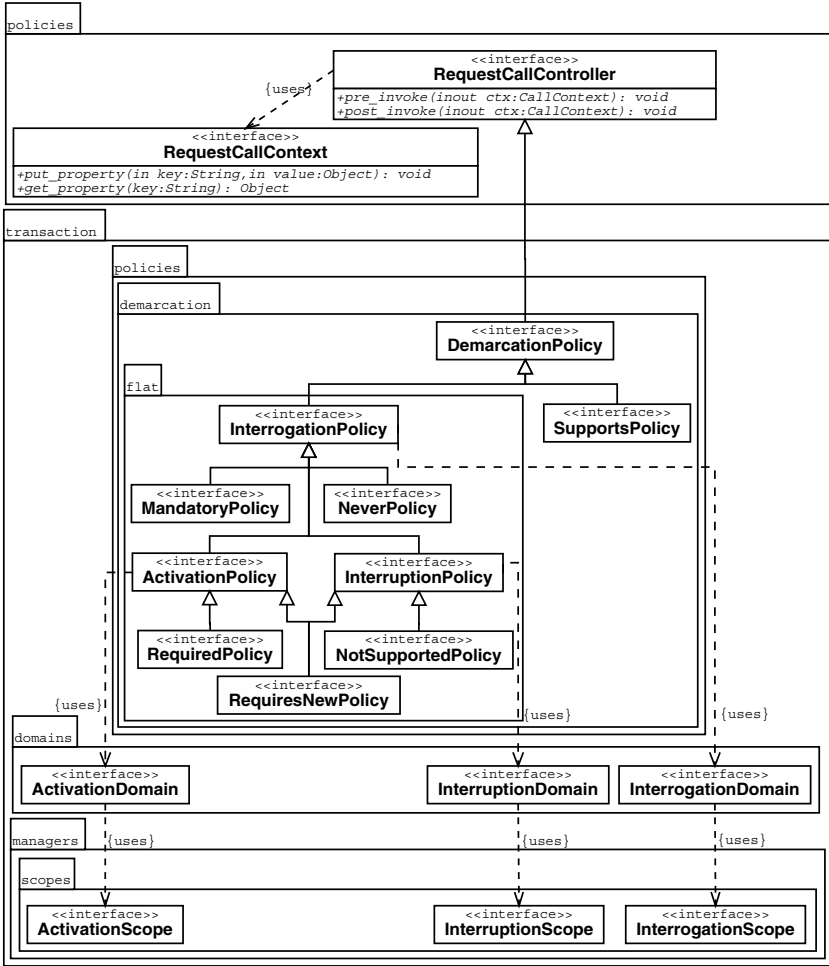 policies
<<interface>>
RequestCallController
{uses}
+pre_invoke(inout ctx:CallContext): void
+post_invoke(inout ctx:CallContext): void
<<interface>>
RequestCallContext
+put_property(in key:String,in value:Object): void
+get_property(key:String): Object
transaction
policies
demarcation
<<interface>>
DemarcationPolicy
flat
<<interface>>
InterrogationPolicy
<<interface>>
SupportsPolicy
<<interface>>
MandatoryPolicy
<<interface>>
NeverPolicy
<<interface>>
ActivationPolicy
<<interface>>
InterruptionPolicy
<<interface>>
RequiredPolicy
<<interface>>
NotSupportedPolicy
<<interface>>
RequiresNewPolicy
{uses}
{uses}
{uses}
domains
<<interface>>
ActivationDomain
<<interface>>
InterruptionDomain
<<interface>>
InterrogationDomain
managers
{uses}
{uses}
{uses}
scopes
<<interface>>
ActivationScope
<<interface>>
InterruptionScope
<<interface>>
InterrogationScope